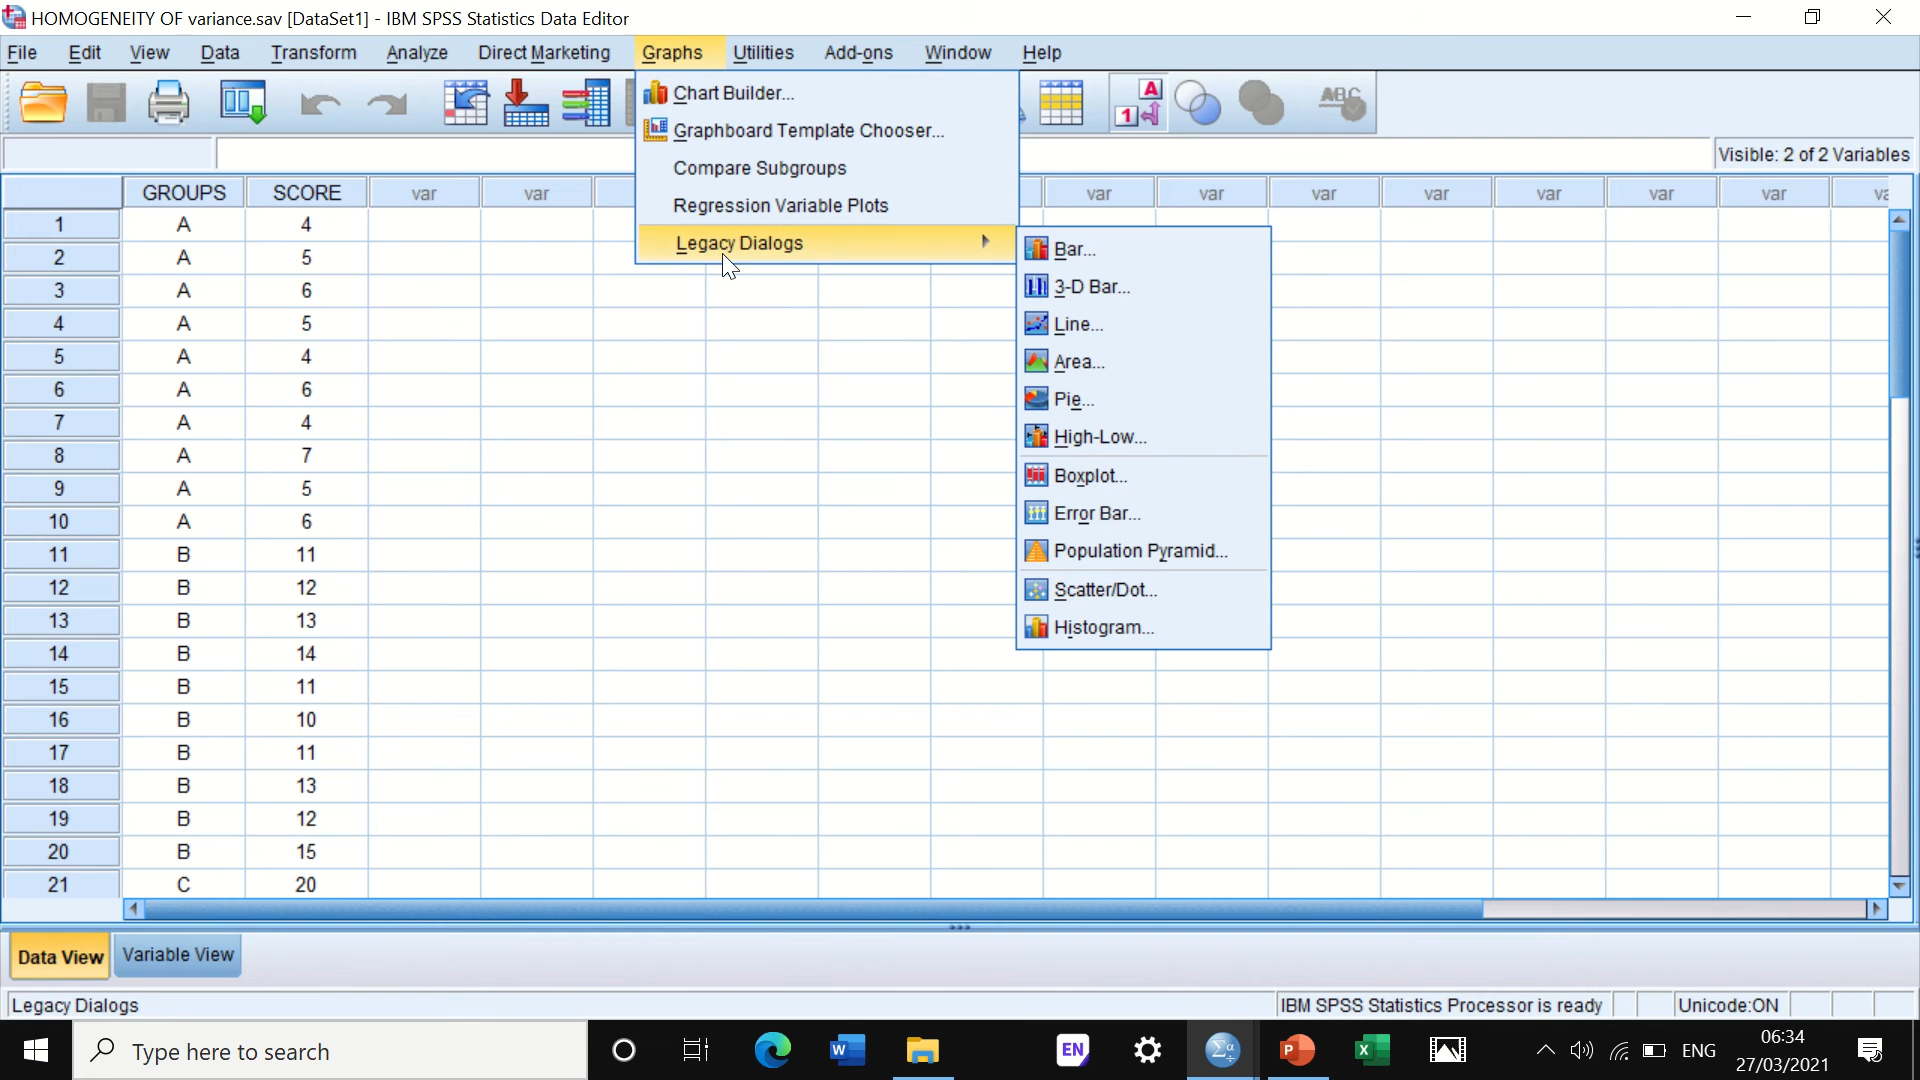 HOMOGENEITY OF variance.sav [DataSet1] - IBM SPSS Statistics Data Editor
File Edit View Data Transform Analyze Direct Marketing Graphs Utilities Add-ons Window Help
Chart Builder...
Graphboard Template Chooser...
Compare Subgroups
Regression Variable Plots
Legacy Dialogs
Bar...
3-D Bar...
Line...
Area...
Pie...
High-Low...
Boxplot...
Error Bar...
Population Pyramid...
Scatter/Dot...
Histogram...
A
1
ABC
Visible: 2 of 2 Variables
GROUPS SCORE var var var var var var var var var
1 A 4
2 A 5
3 A 6
4 A 5
5 A 4
6 A 6
7 A 4
8 A 7
9 A 5
10 A 6
11 B 11
12 B 12
13 B 13
14 B 14
15 B 11
16 B 10
17 B 11
18 B 13
19 B 12
20 B 15
21 C 20
Data View Variable View
Legacy Dialogs IBM SPSS Statistics Processor is ready Unicode:ON
Type here to search EN ENG 06:34
27/03/2021